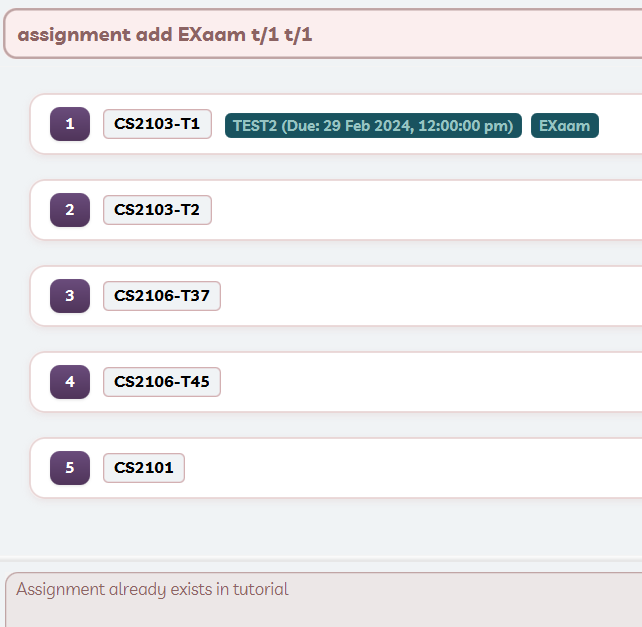 assignment add EXaam t/1 t/1
1 CS2103-T1 TEST2 (Due: 29 Feb 2024, 12:00:00 pm) EXaam
2 CS2103-T2
3 CS2106-T37
4 CS2106-T45
5 CS2101
Assignment already exists in tutorial